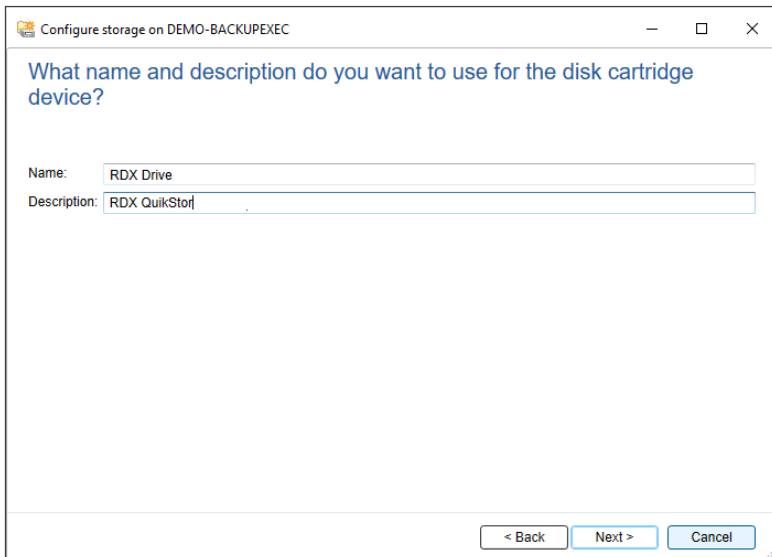 Configure storage on DEMO-BACKUPEXEC
What name and description do you want to use for the disk cartridge
device?
Name: RDX Drive
Description: RDX QuikStor
< Back Next > Cancel